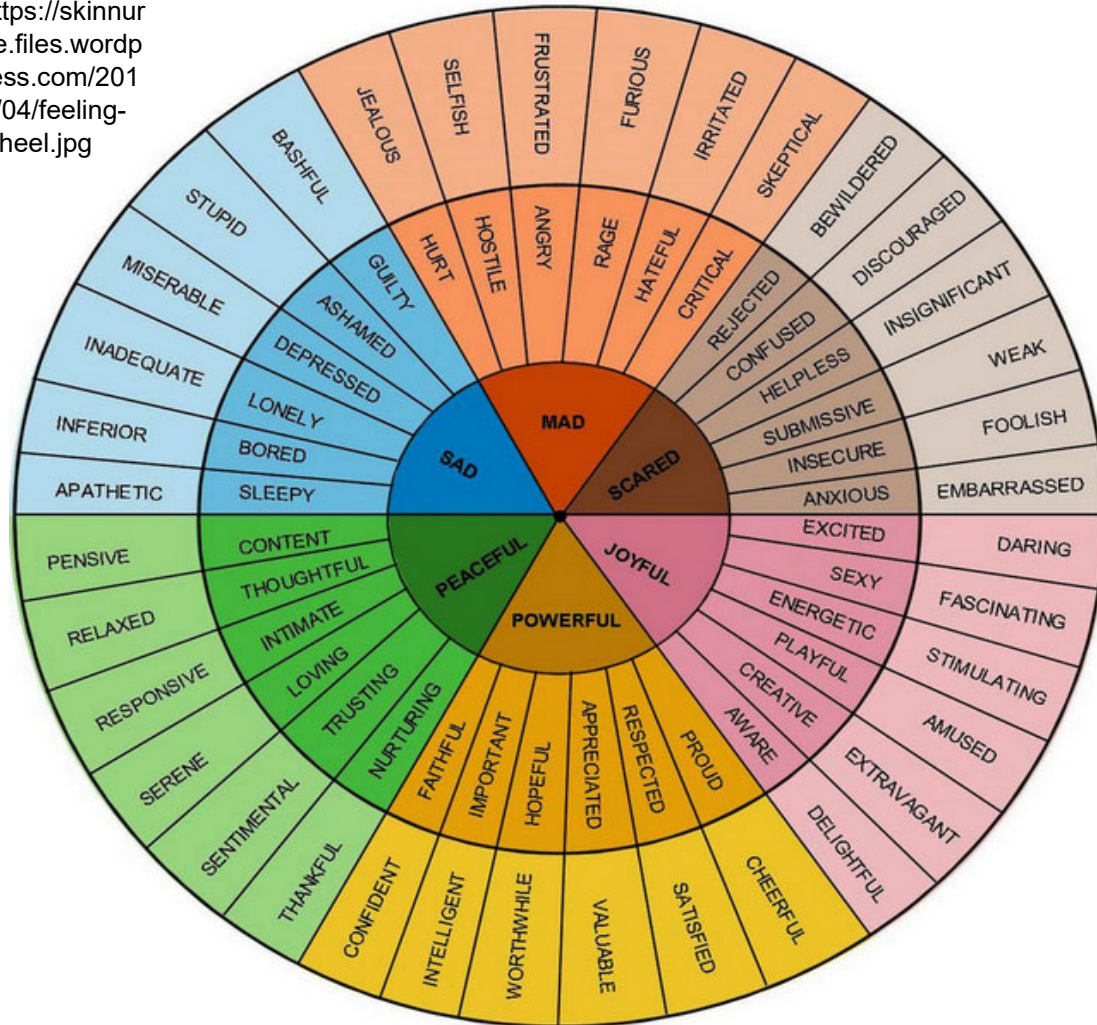 ttps://skinnur
e.files.wordp
ess.com/201
/04/feeling-
heel.jpg
JEALOUS
SELFISH
FRUSTRATED
FURIOUS
IRRITATED
SKEPTICAL
BEWILDERED
DISCOURAGED
INSIGNIFICANT
WEAK
FOOLISH
EMBARRASSED
DARING
FASCINATING
STIMULATING
AMUSED
EXTRAVAGANT
DELIGHTFUL
CHEERFUL
SATISFIED
VALUABLE
WORTHWHILE
INTELLIGENT
CONFIDENT
THANKFUL
SENTIMENTAL
SERENE
RESPONSIVE
RELAXED
PENSIVE
APATHETIC
INFERIOR
INADEQUATE
MISERABLE
STUPID
BASHFUL
HURT
HOSTILE
ANGRY
RAGE
HATEFUL
CRITICAL
REJECTED
CONFUSED
HELPLESS
SUBMISSIVE
INSECURE
ANXIOUS
EXCITED
SEXY
ENERGETIC
PLAYFUL
CREATIVE
AWARE
PROUD
RESPECTED
APPRECIATED
HOPEFUL
IMPORTANT
FAITHFUL
NURTURING
TRUSTING
LOVING
INTIMATE
THOUGHTFUL
CONTENT
SLEEPY
BORED
LONELY
DEPRESSED
ASHAMED
GUILTY
MAD
SCARED
JOYFUL
POWERFUL
PEACEFUL
SAD